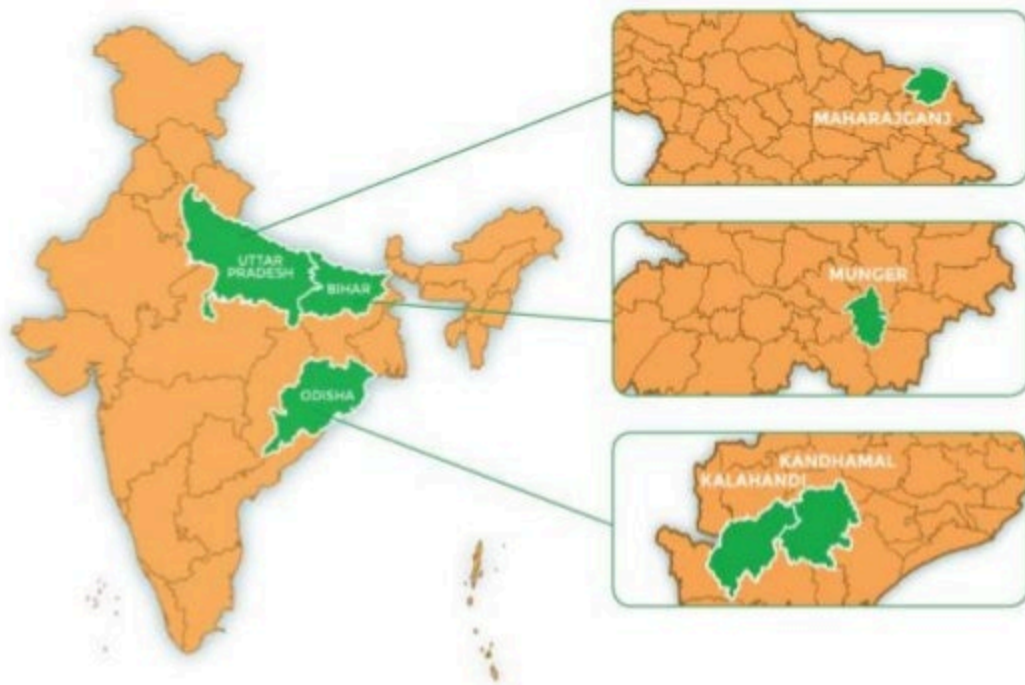 UTTAR
PRADESH
BIHAR
ODISHA
MAHARAJGANJ
MUNGER
KANDHAMAL
KALAHANDI